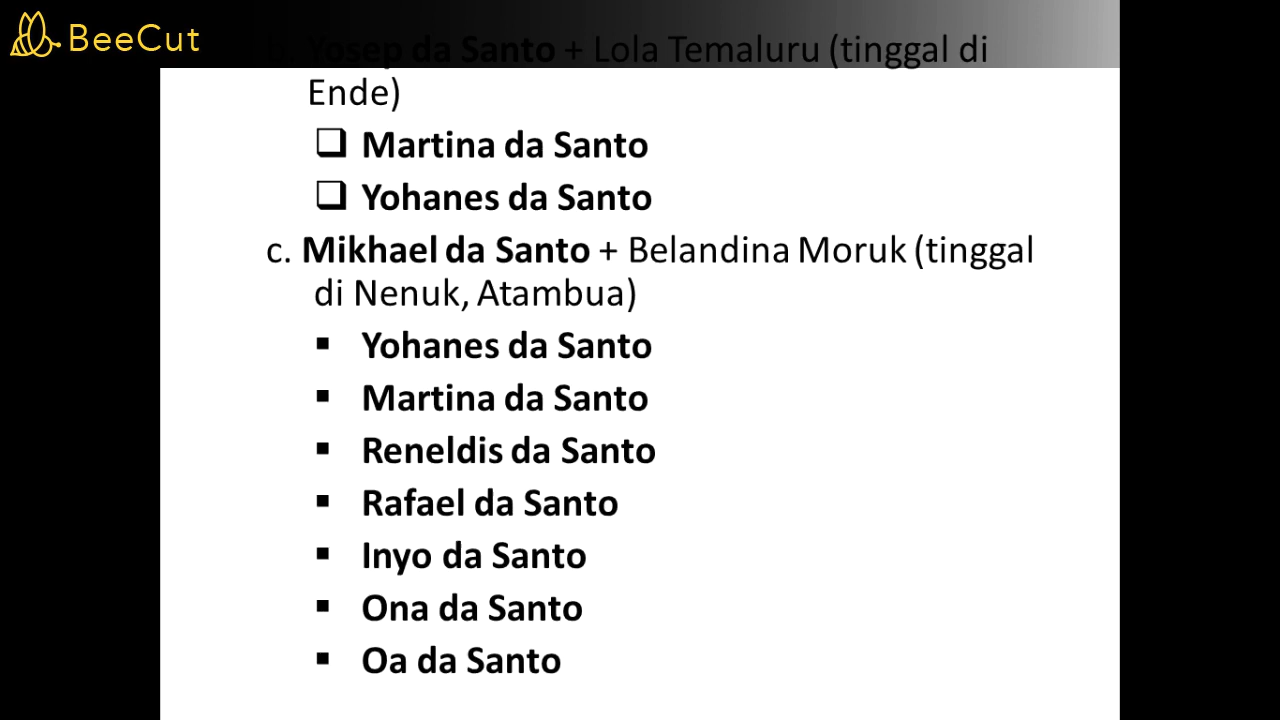 BeeCut
b. Yosep da Santo + Lola Temaluru (tinggal di
Ende)
❑ Martina da Santo
❑ Yohanes da Santo
c. Mikhael da Santo + Belandina Moruk (tinggal
di Nenuk, Atambua)
▪ Yohanes da Santo
▪ Martina da Santo
▪ Reneldis da Santo
▪ Rafael da Santo
▪ Inyo da Santo
▪ Ona da Santo
▪ Oa da Santo